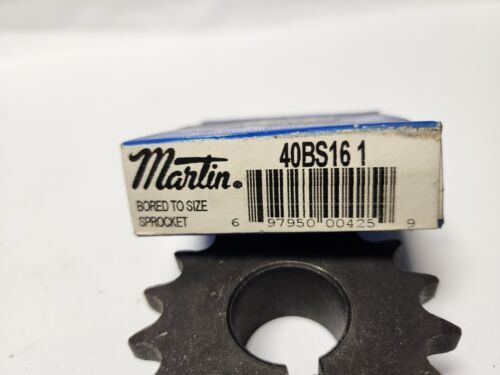 Martin®
40BS16 1
BORED TO SIZE
SPROCKET
6 97950 00425 9